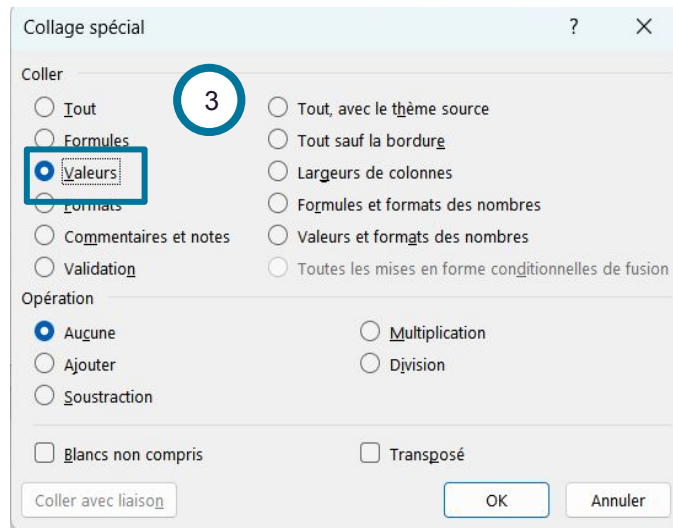 Collage spécial ? X
Coller
Tout
3
Tout, avec le thème source
Formules
Tout sauf la bordure
Valeurs
Largeurs de colonnes
Formats
Formules et formats des nombres
Commentaires et notes
Valeurs et formats des nombres
Validation
Toutes les mises en forme conditionnelles de fusion
Opération
Aucune
Multiplication
Ajouter
Division
Soustraction
Blancs non compris
Transposé
Coller avec liaison
OK
Annuler